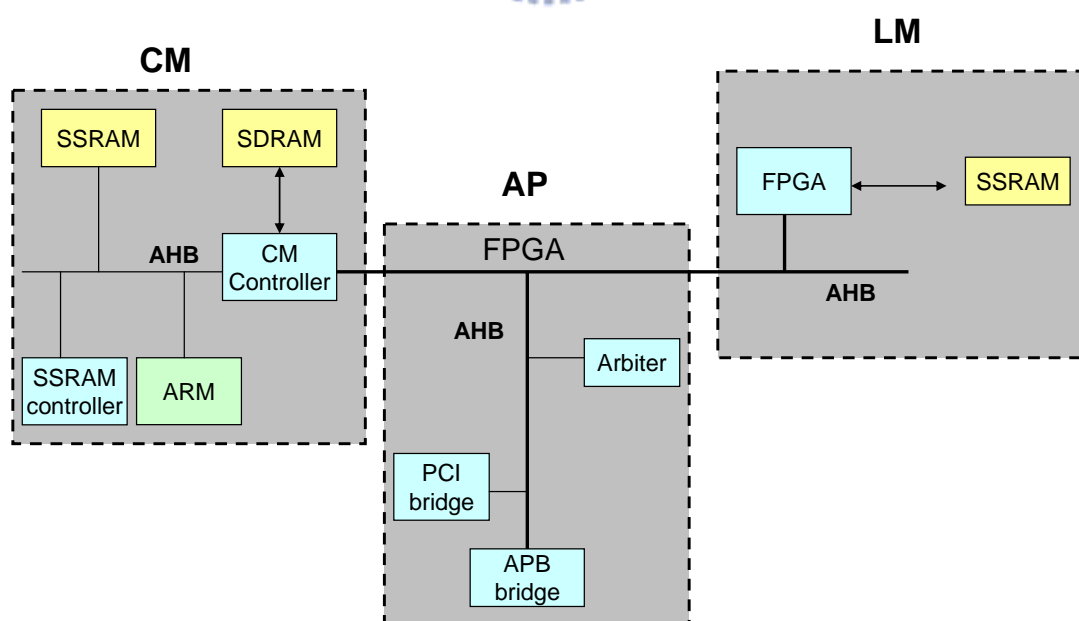 CM
SSRAM
SDRAM
AHB
CM
Controller
SSRAM
controller
ARM
AP
FPGA
AHB
Arbiter
PCI
bridge
APB
bridge
LM
FPGA
SSRAM
AHB